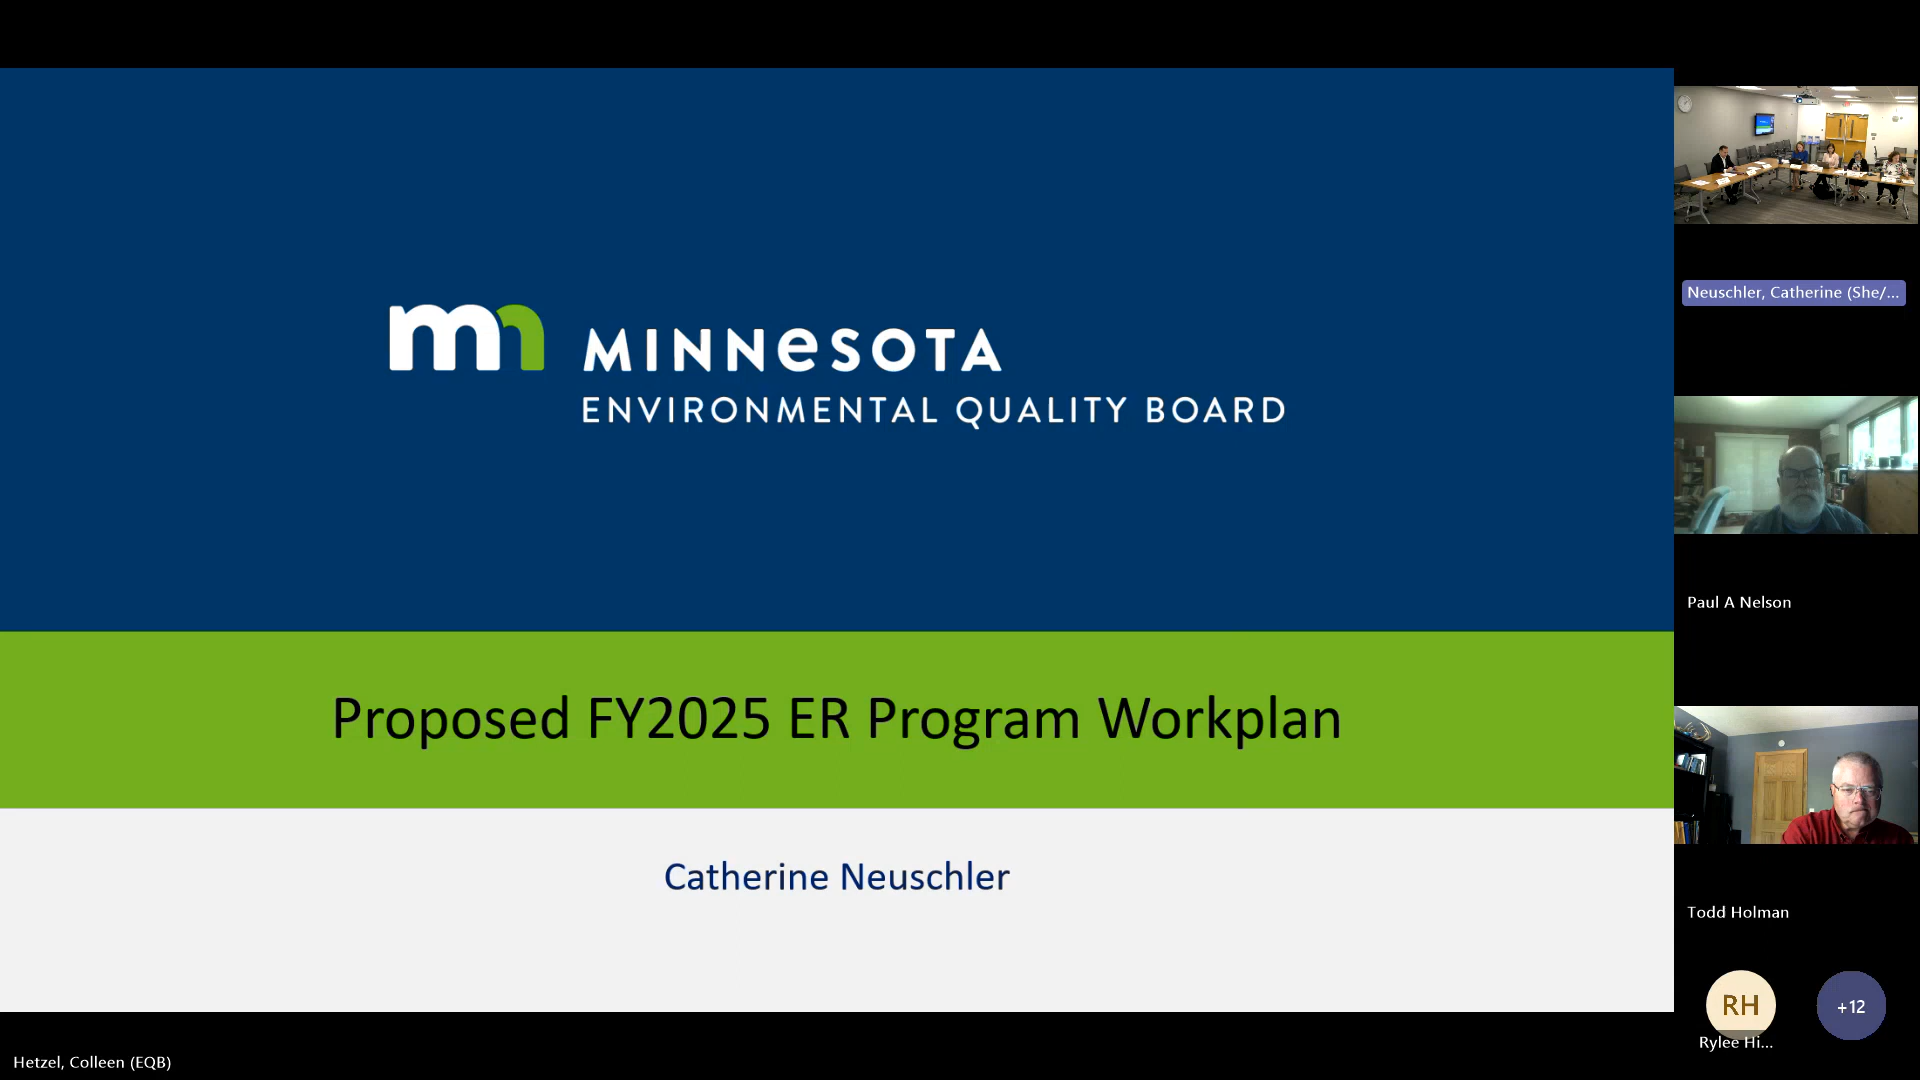 mn MINNESOTA
ENVIRONMENTAL QUALITY BOARD
Proposed FY2025 ER Program Workplan
Catherine Neuschler
Neuschler, Catherine (She/...
Paul A Nelson
Todd Holman
RH
+12
Rylee Hi...
Hetzel, Colleen (EQB)